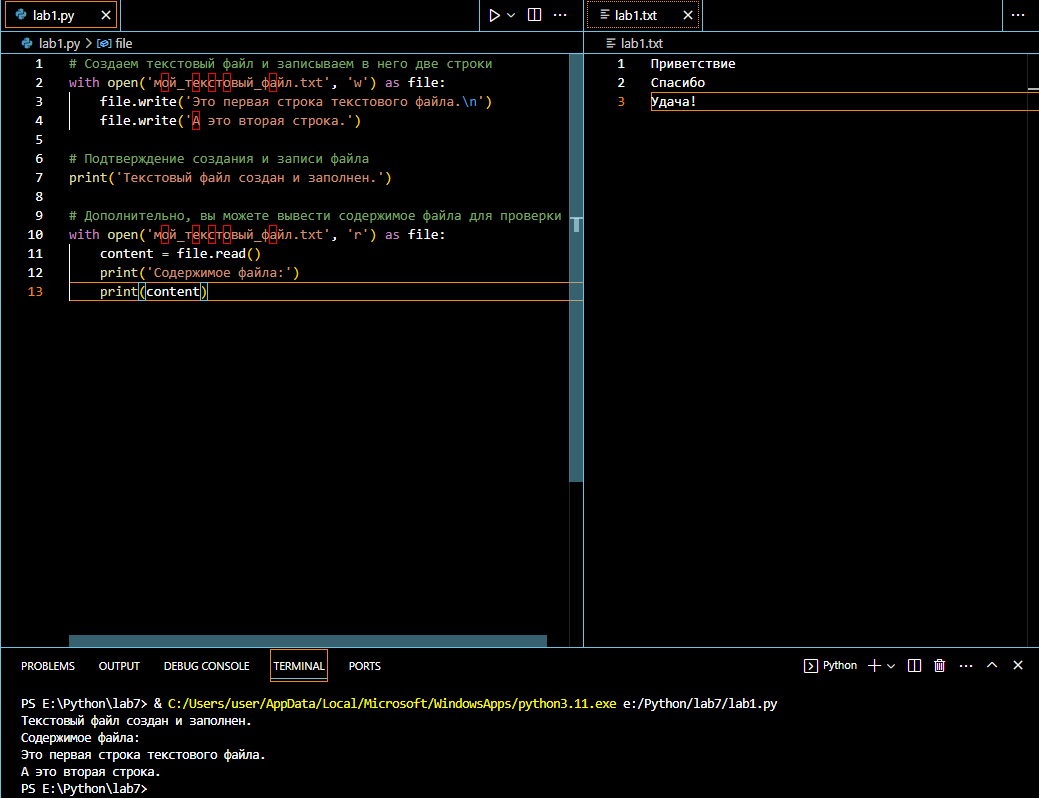 lab1.py
lab1.py > file
1 # Создаем текстовый файл и записываем в него две строки
2 with open('мой_текстовый_файл.txt', 'w') as file:
3 file.write('Это первая строка текстового файла.\n')
4 file.write('А это вторая строка.')
5
6 # Подтверждение создания и записи файла
7 print('Текстовый файл создан и заполнен.')
8
9 # Дополнительно, вы можете вывести содержимое файла для проверки
10 with open('мой_текстовый_файл.txt', 'r') as file:
11 content = file.read()
12 print('Содержимое файла:')
13 print(content)
lab1.txt
lab1.txt
1 Приветствие
2 Спасибо
3 Удача!
PROBLEMS OUTPUT DEBUG CONSOLE TERMINAL PORTS Python
PS E:\Python\lab7> & C:/Users/user/AppData/Local/Microsoft/WindowsApps/python3.11.exe e:/Python/lab7/lab1.py
Текстовый файл создан и заполнен.
Содержимое файла:
Это первая строка текстового файла.
А это вторая строка.
PS E:\Python\lab7>